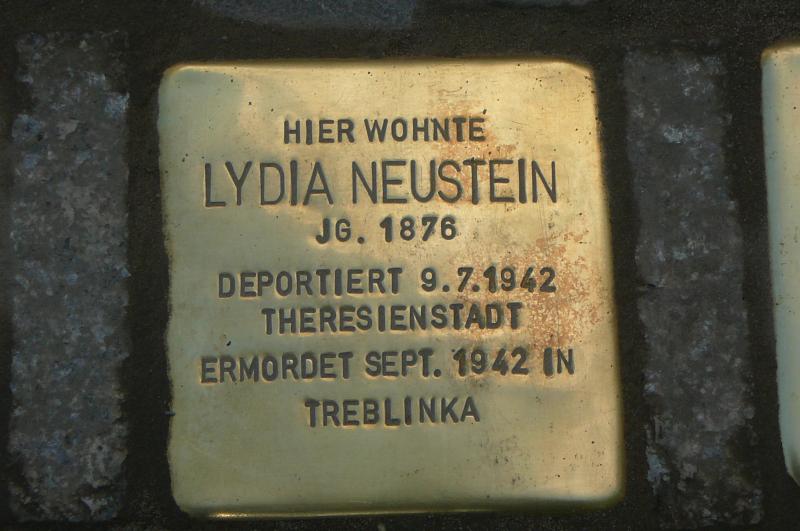 HIER WOHNTE
LYDIA NEUSTEIN
JG. 1876
DEPORTIERT 9.7.1942
THERESIENSTADT
ERMORDET SEPT. 1942 IN
TREBLINKA